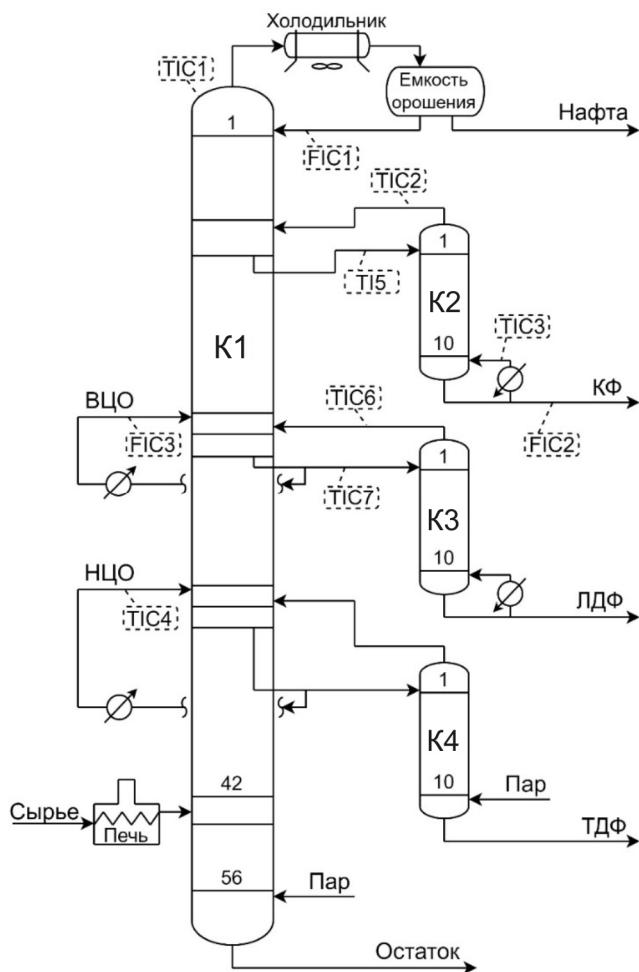 Холодильник
TIC1
Емкость
орошения
1
Нафта
FIC1
TIC2
1
TI5
К1
К2
TIC3
10
КФ
FIC2
ВЦО
TIC6
FIC3
1
TIC7
К3
10
НЦО
ЛДФ
TIC4
1
К4
42
10
Пар
Сырье
Печь
ТДФ
56
Пар
Остаток